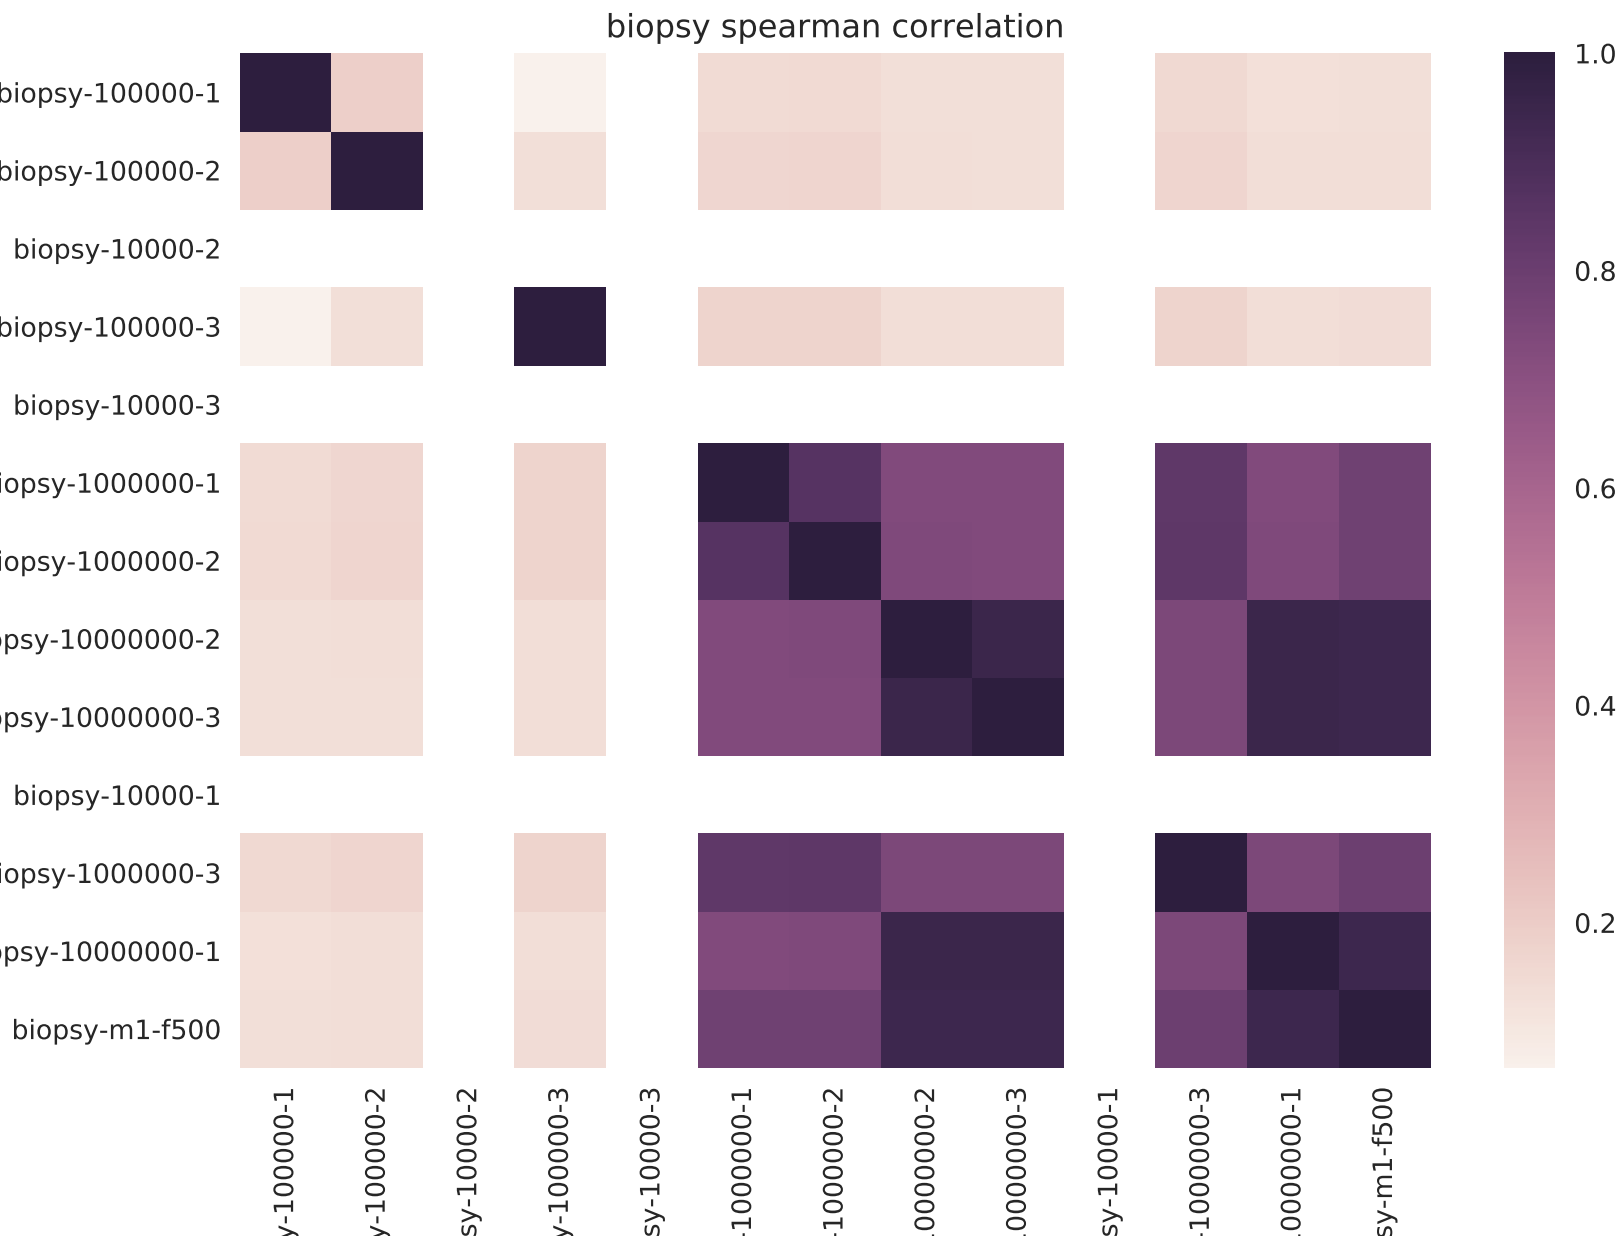 biopsy spearman correlation
biopsy-100000-1
biopsy-100000-2
biopsy-10000-2
biopsy-100000-3
biopsy-10000-3
iopsy-1000000-1
iopsy-1000000-2
opsy-10000000-2
opsy-10000000-3
biopsy-10000-1
iopsy-1000000-3
opsy-10000000-1
biopsy-m1-f500
y-100000-1
y-100000-2
sy-10000-2
y-100000-3
sy-10000-3
-1000000-1
-1000000-2
10000000-2
10000000-3
sy-10000-1
-1000000-3
10000000-1
sy-m1-f500
1.0
0.8
0.6
0.4
0.2